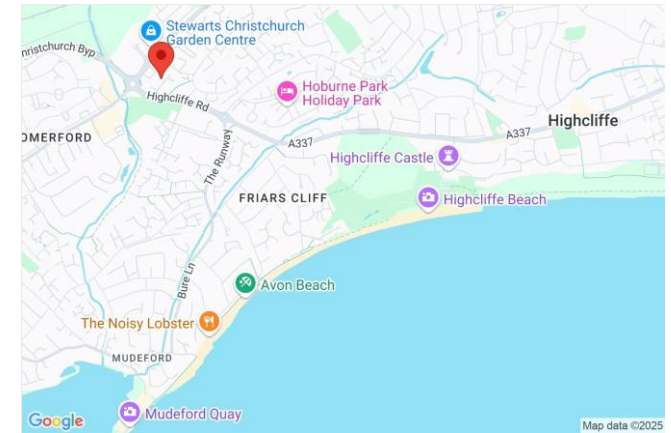 Stewarts Christchurch
Garden Centre
hristchurch Byp
Highcliffe Rd
Hoburne Park
Holiday Park
Highcliffe
OMERFORD
A337
A337
The Runway
Highcliffe Castle
FRIARS CLIFF
Highcliffe Beach
Bure Ln
Avon Beach
The Noisy Lobster
MUDEFORD
Mudeford Quay
Google
Map data ©2025